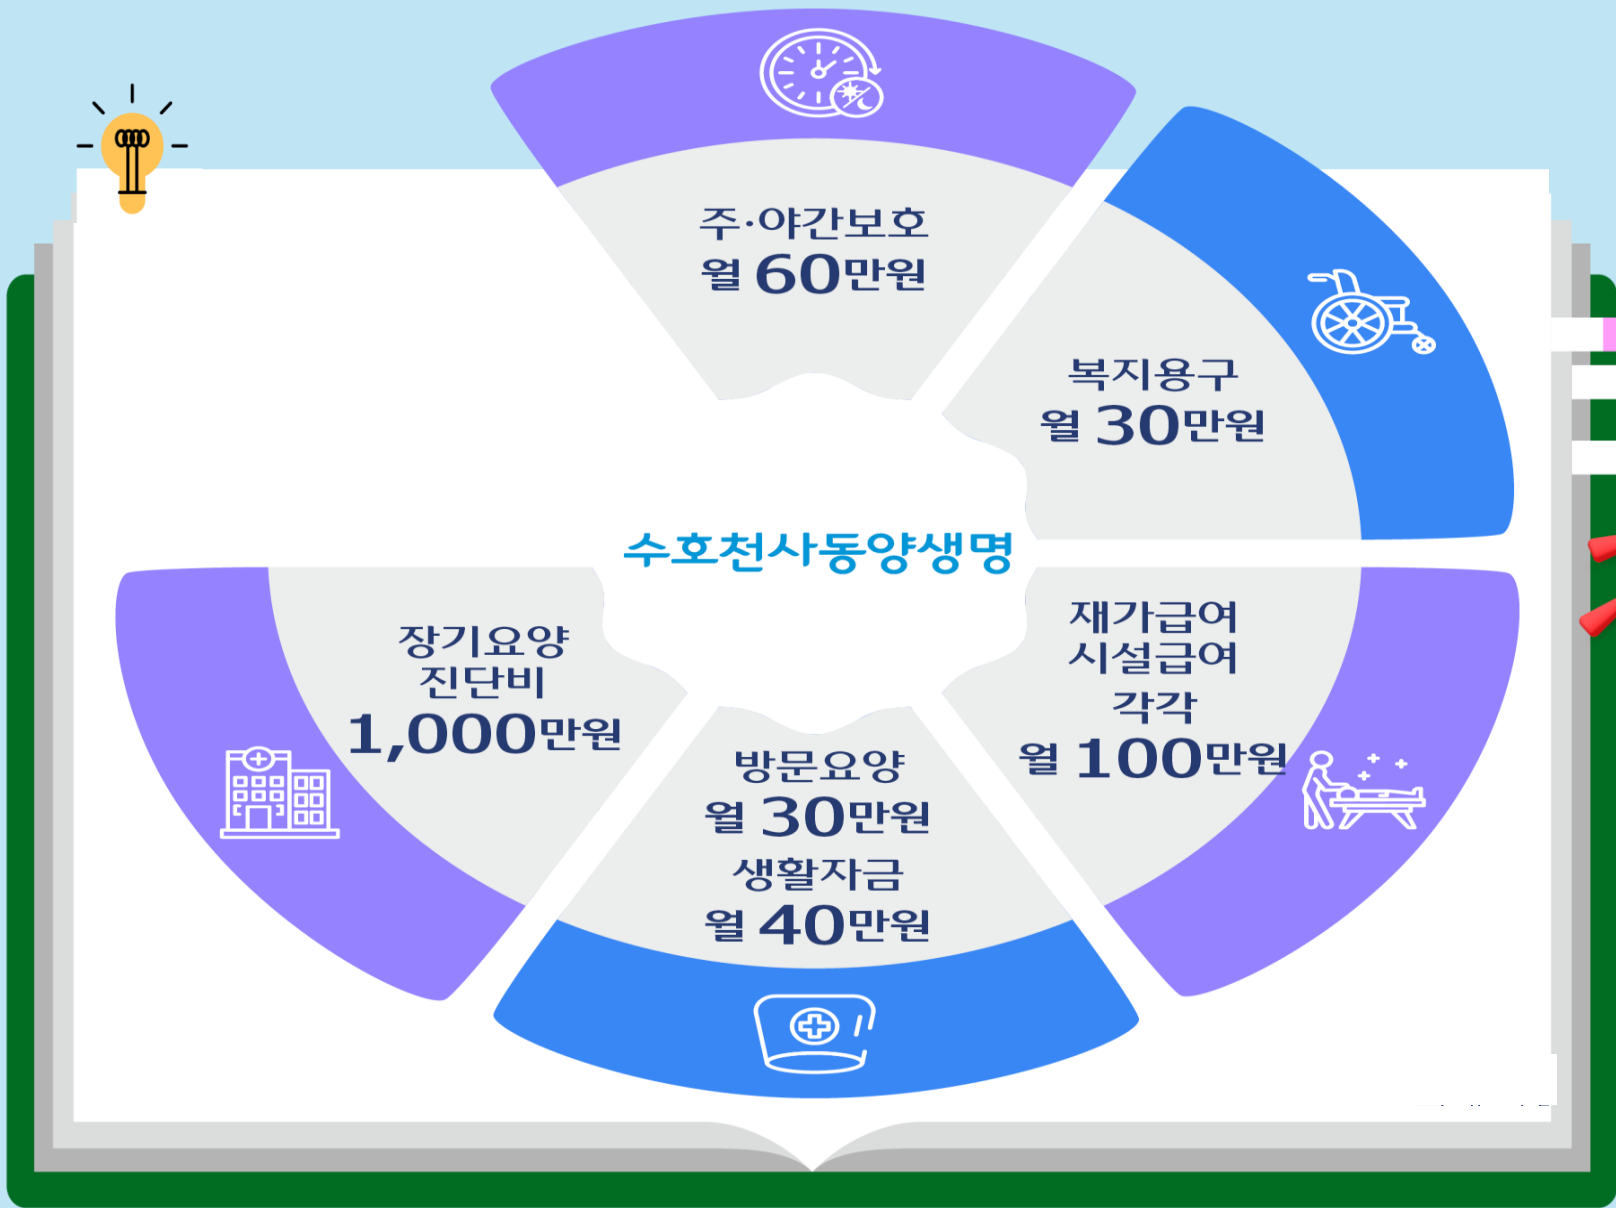 주·야간보호
월 60만원
복지용구
월 30만원
수호천사동양생명
재가급여
시설급여
각각
월 100만원
방문요양
월 30만원
생활자금
월 40만원
장기요양
진단비
1,000만원